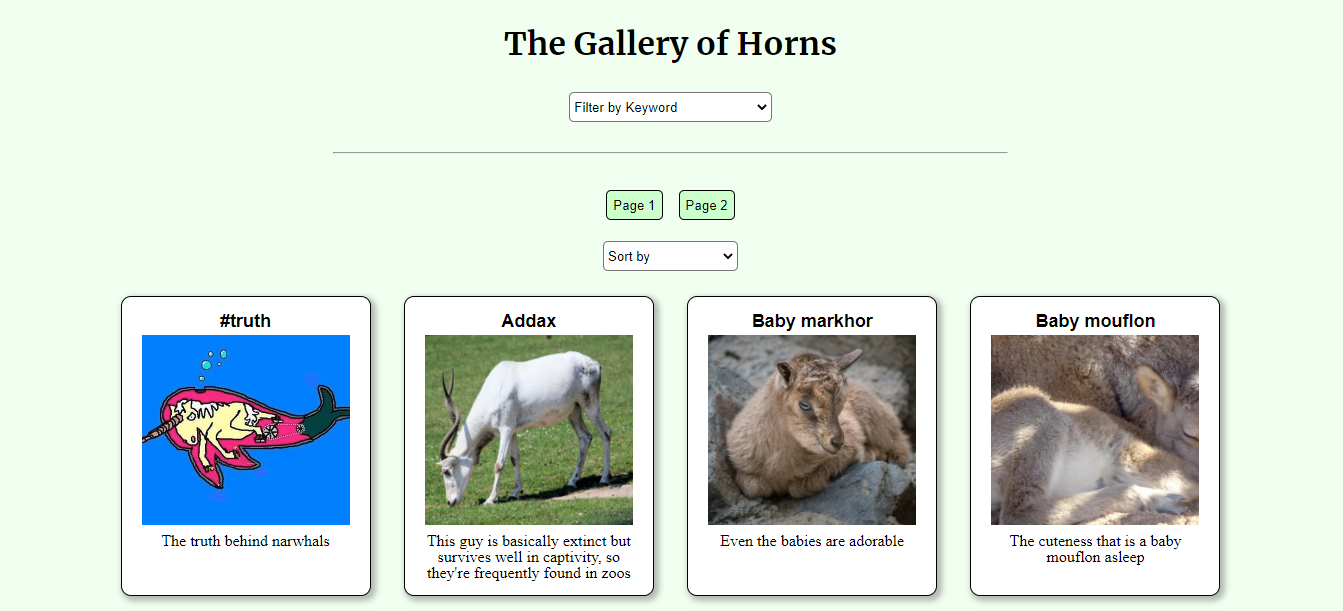 The Gallery of Horns
Filter by Keyword
Page 1
Page 2
Sort by
#truth
The truth behind narwhals
Addax
This guy is basically extinct but
survives well in captivity, so
they're frequently found in zoos
Baby markhor
Even the babies are adorable
Baby mouflon
The cuteness that is a baby
mouflon asleep